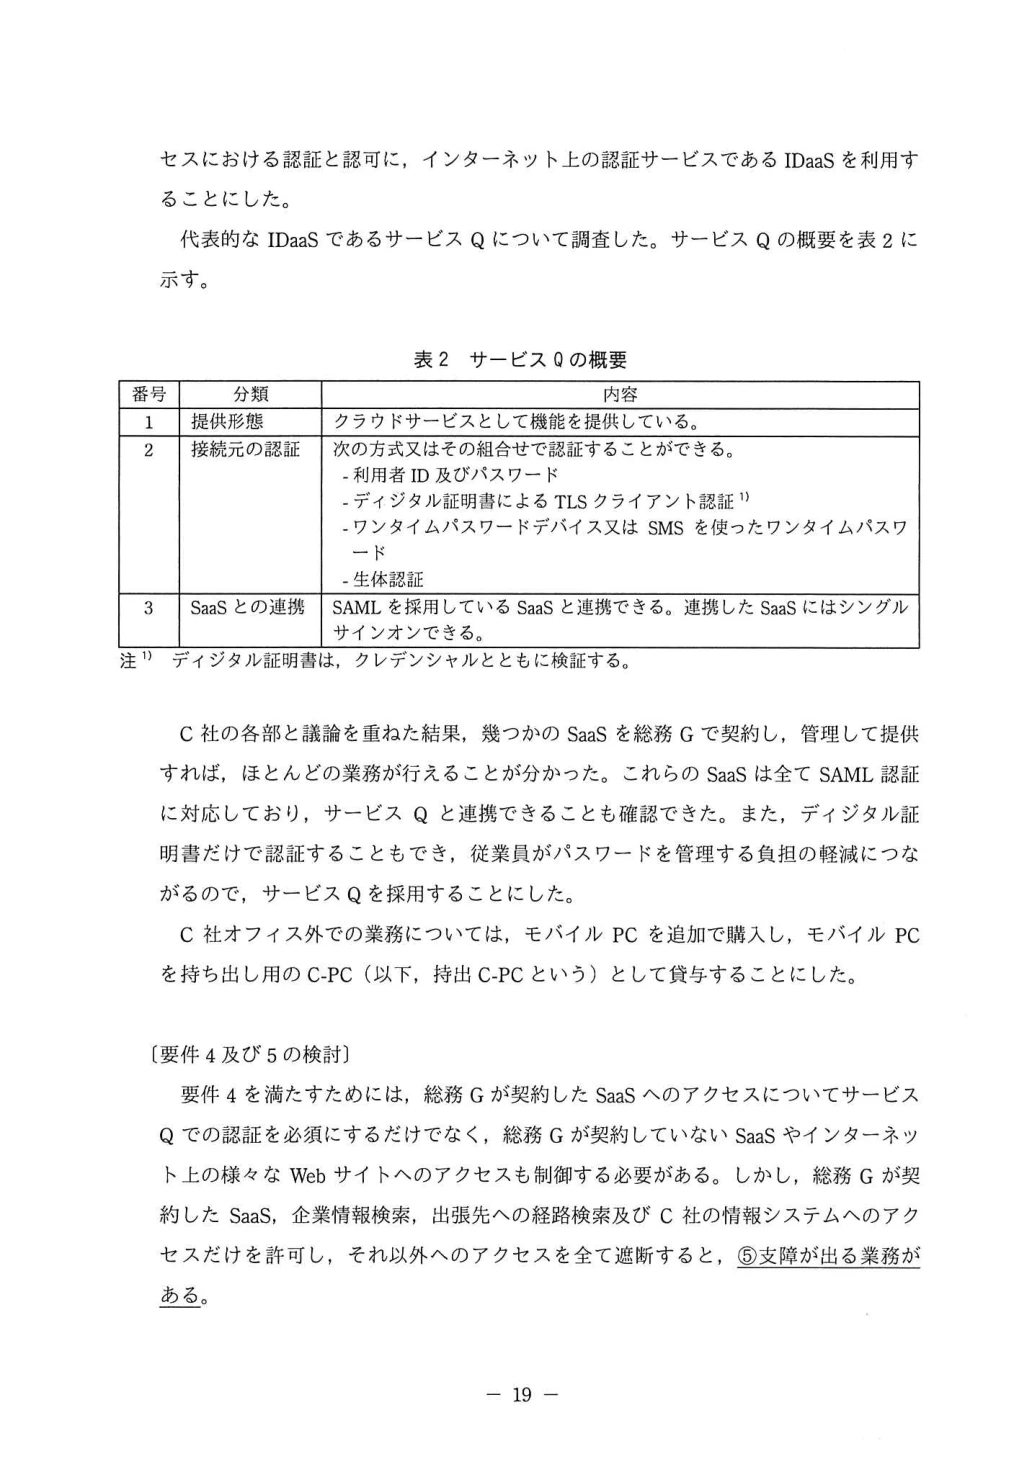 セスにおける認証と認可に，インターネット上の認証サービスである IDaaS を利用す
ることにした。
代表的な IDaaS であるサービス Q について調査した。サービス Q の概要を表 2 に
示す。
表 2　サービス Q の概要
番号　分類　内容
1　提供形態　クラウドサービスとして機能を提供している。
2　接続元の認証　次の方式又はその組合せで認証することができる。
- 利用者 ID 及びパスワード
- ディジタル証明書による TLS クライアント認証 1)
- ワンタイムパスワードデバイス又は SMS を使ったワンタイムパスワ
ード
- 生体認証
3　SaaS との連携　SAML を採用している SaaS と連携できる。連携した SaaS にはシングル
サインオンできる。
注 1)　ディジタル証明書は，クレデンシャルとともに検証する。
C 社の各部と議論を重ねた結果，幾つかの SaaS を総務 G で契約し，管理して提供
すれば，ほとんどの業務が行えることが分かった。これらの SaaS は全て SAML 認証
に対応しており，サービス Q と連携できることも確認できた。また，ディジタル証
明書だけで認証することもでき，従業員がパスワードを管理する負担の軽減につな
がるので，サービス Q を採用することにした。
C 社オフィス外での業務については，モバイル PC を追加で購入し，モバイル PC
を持ち出し用の C-PC（以下，持出 C-PC という）として貸与することにした。
〔要件 4 及び 5 の検討〕
要件 4 を満たすためには，総務 G が契約した SaaS へのアクセスについてサービス
Q での認証を必須にするだけでなく，総務 G が契約していない SaaS やインターネッ
ト上の様々な Web サイトへのアクセスも制御する必要がある。しかし，総務 G が契
約した SaaS，企業情報検索，出張先への経路検索及び C 社の情報システムへのアク
セスだけを許可し，それ以外へのアクセスを全て遮断すると，⑤支障が出る業務が
ある。
－ 19 －